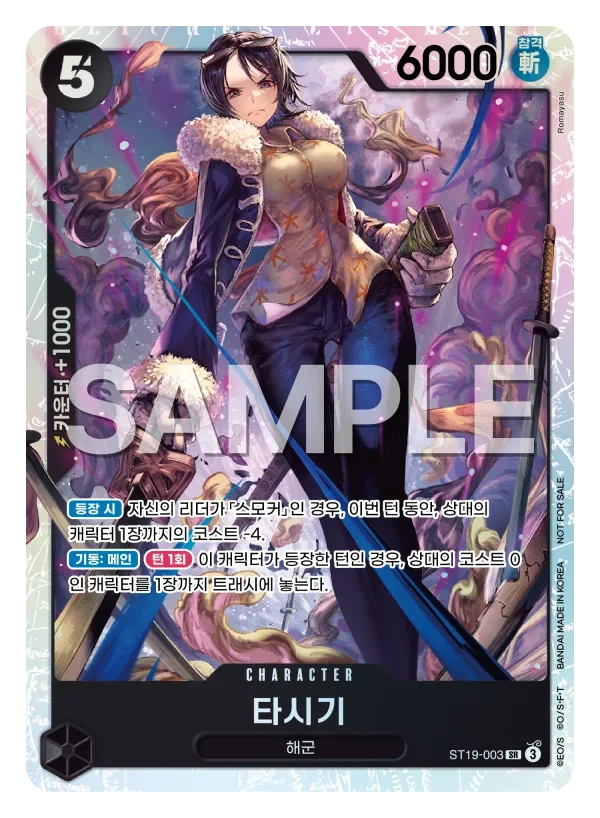 5
6000
참격
斬
Romayasu
⚡카운터 +1000
SAMPLE
등장 시 자신의 리더가 「스모커」인 경우, 이번 턴 동안, 상대의
캐릭터 1장까지의 코스트 -4.
기동: 메인 턴 1회 이 캐릭터가 등장한 턴인 경우, 상대의 코스트 0
인 캐릭터를 1장까지 트래시에 놓는다.
CHARACTER
타시기
해군
ST19-003 SR 3
©EO/S ©O/S·F·T BANDAI MADE IN KOREA NOT FOR SALE